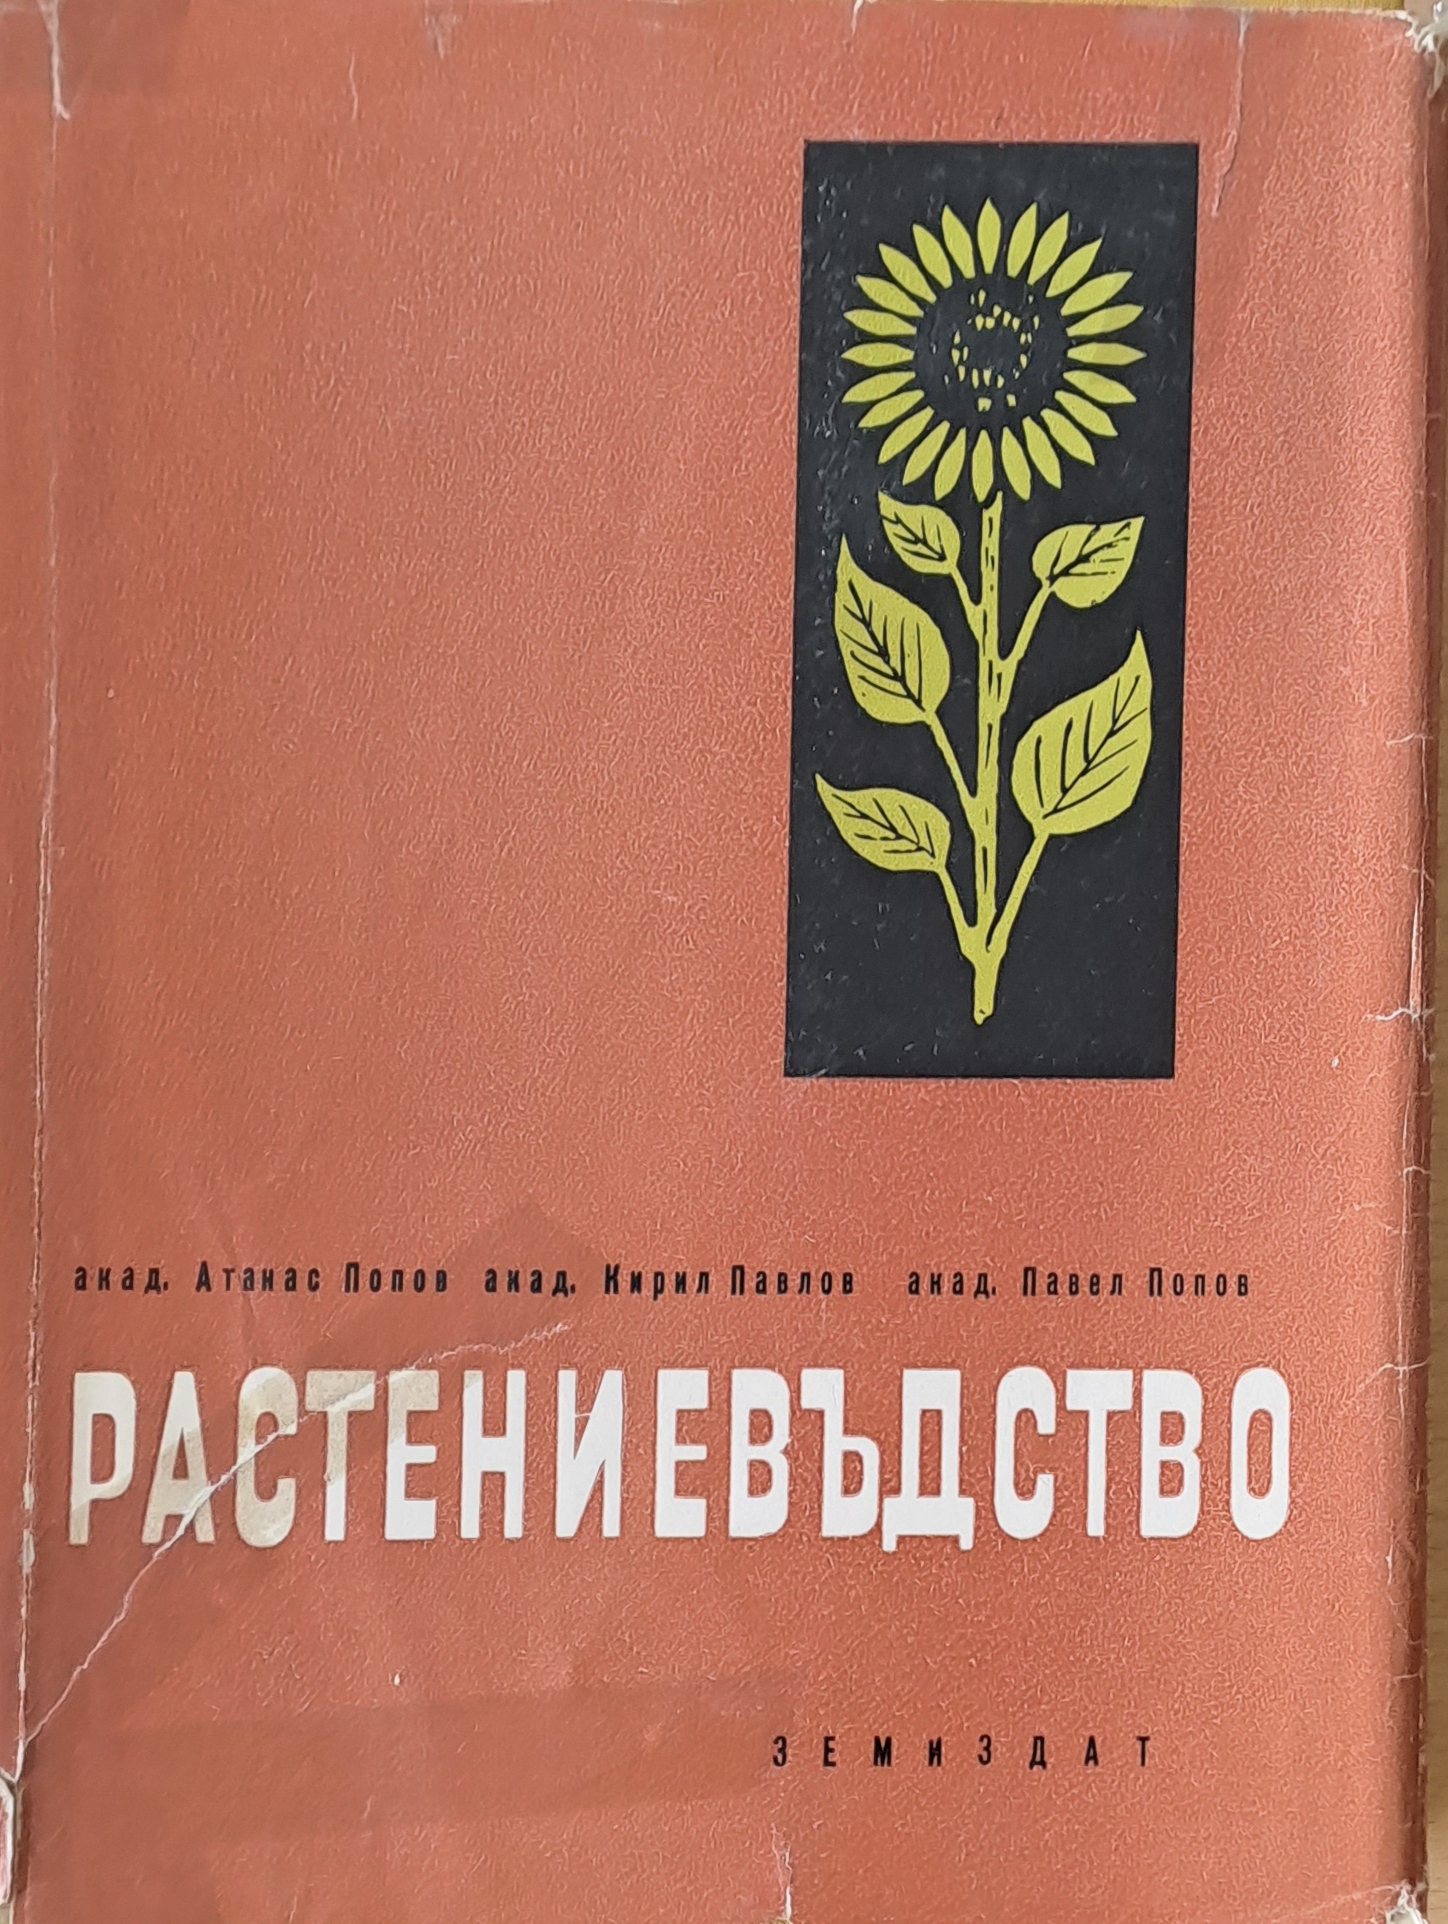 акад. Атанас Попов акад. Кирил Павлов акад. Павел Попов
РАСТЕНИЕВЪДСТВО
ЗЕМИЗДАТ